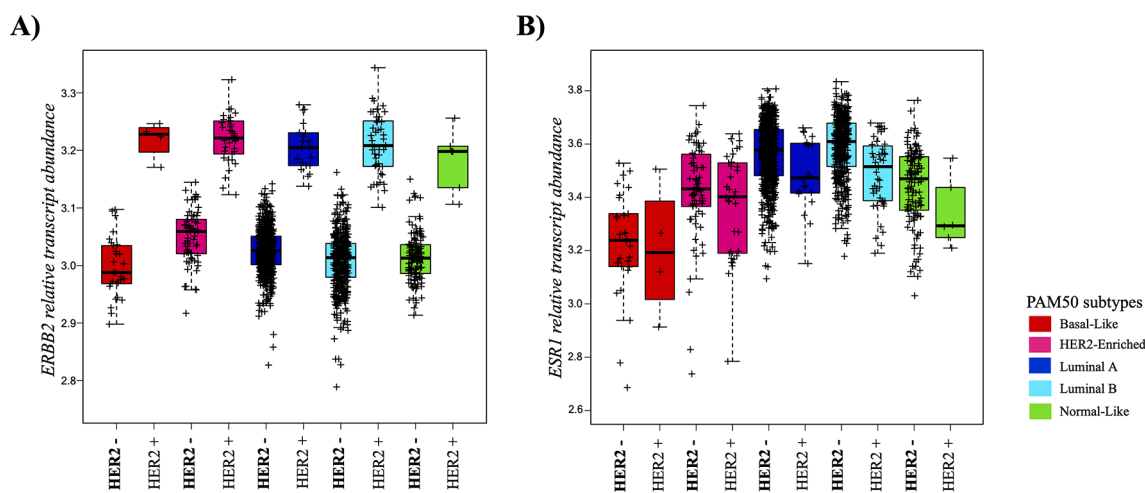 A)
B)
ERBB2 relative transcript abundance
3.3
3.2
3.1
3.0
2.9
2.8
HER2 -
HER2 +
HER2 -
HER2 +
HER2 -
HER2 +
HER2 -
HER2 +
HER2 -
HER2 +
ESR1 relative transcript abundance
3.8
3.6
3.4
3.2
3.0
2.8
2.6
HER2 -
HER2 +
HER2 -
HER2 +
HER2 -
HER2 +
HER2 -
HER2 +
HER2 -
HER2 +
PAM50 subtypes
Basal-Like
HER2-Enriched
Luminal A
Luminal B
Normal-Like